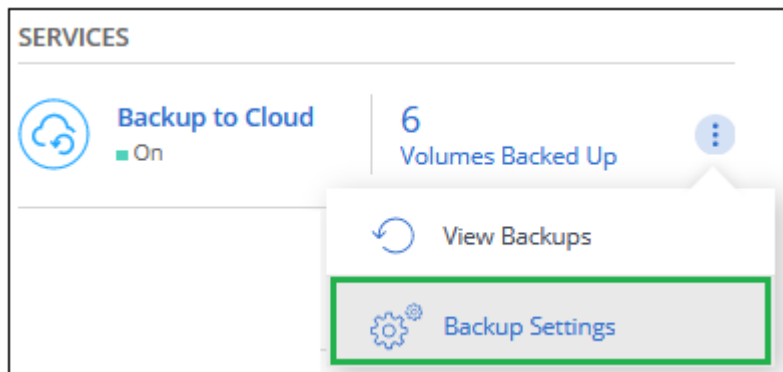 SERVICES
Backup to Cloud
On
6
Volumes Backed Up
View Backups
Backup Settings